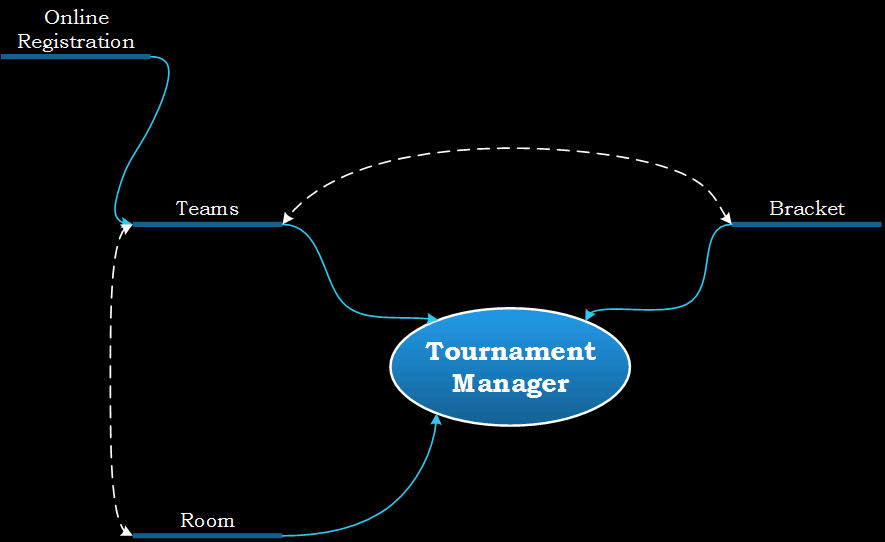 Online
Registration
Teams
Bracket
Tournament
Manager
Room